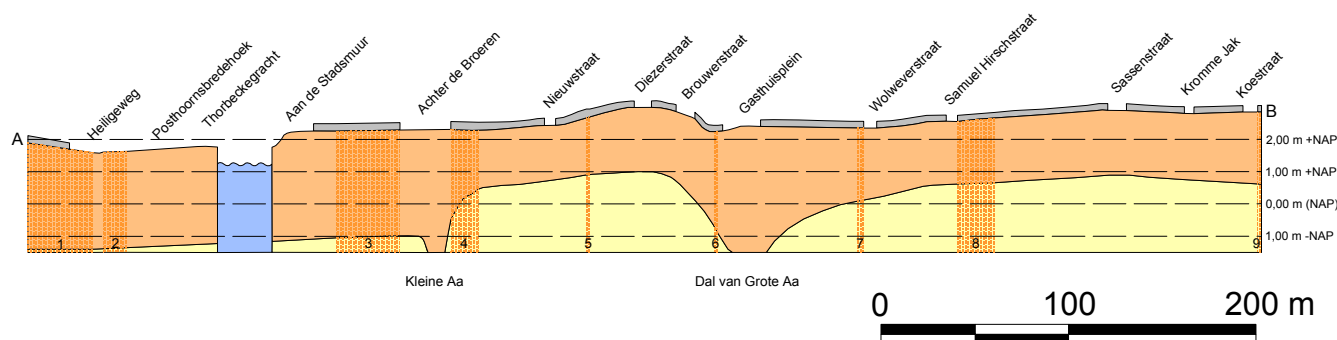 Heiligeweg
Posthoornsbredehoek
Thorbeckegracht
Aan de Stadsmuur
Achter de Broeren
Nieuwstraat
Diezerstraat
Brouwerstraat
Gasthuisplein
Wolweverstraat
Samuel Hirschstraat
Sassenstraat
Kromme Jak
Koestraat
A
B
2,00 m +NAP
1,00 m +NAP
0,00 m (NAP)
1,00 m -NAP
1 2 3 4 5 6 7 8 9
Kleine Aa
Dal van Grote Aa
0 100 200 m